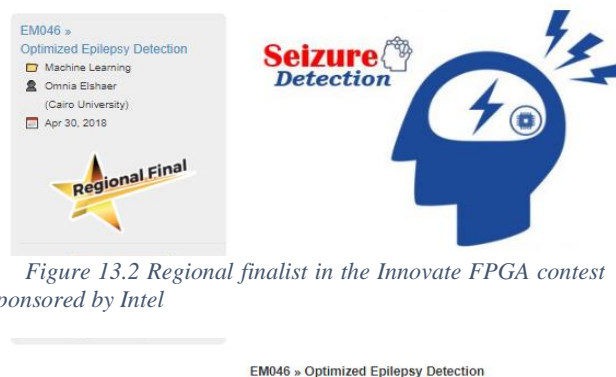 EM046 »
Optimized Epilepsy Detection
Machine Learning
Omnia Elshaer
(Cairo University)
Apr 30, 2018
Regional Final
Seizure
Detection
Figure 13.2 Regional finalist in the Innovate FPGA contest
ponsored by Intel
EM046 » Optimized Epilepsy Detection